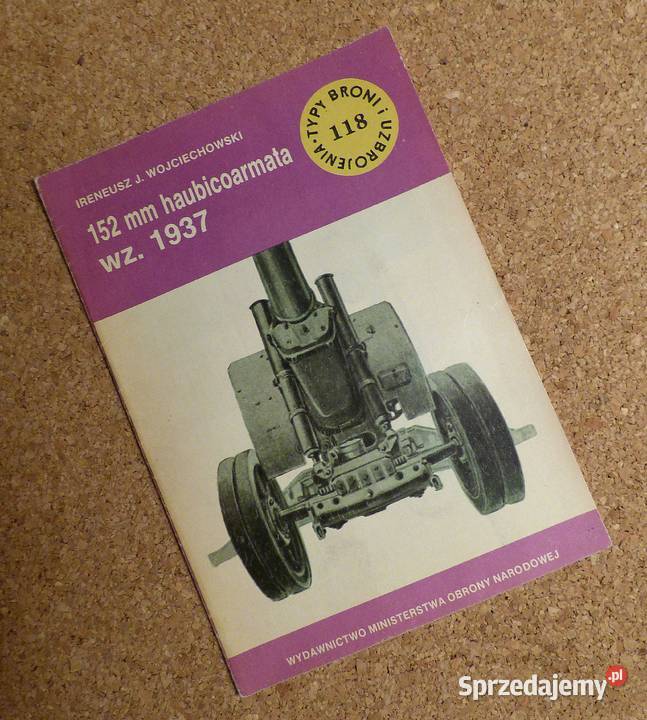 TYPY BRONI i UZBROJENIA •
118
IRENEUSZ J. WOJCIECHOWSKI
152 mm haubicoarmata
wz. 1937
WYDAWNICTWO MINISTERSTWA OBRONY NARODOWEJ
Sprzedajemy.pl